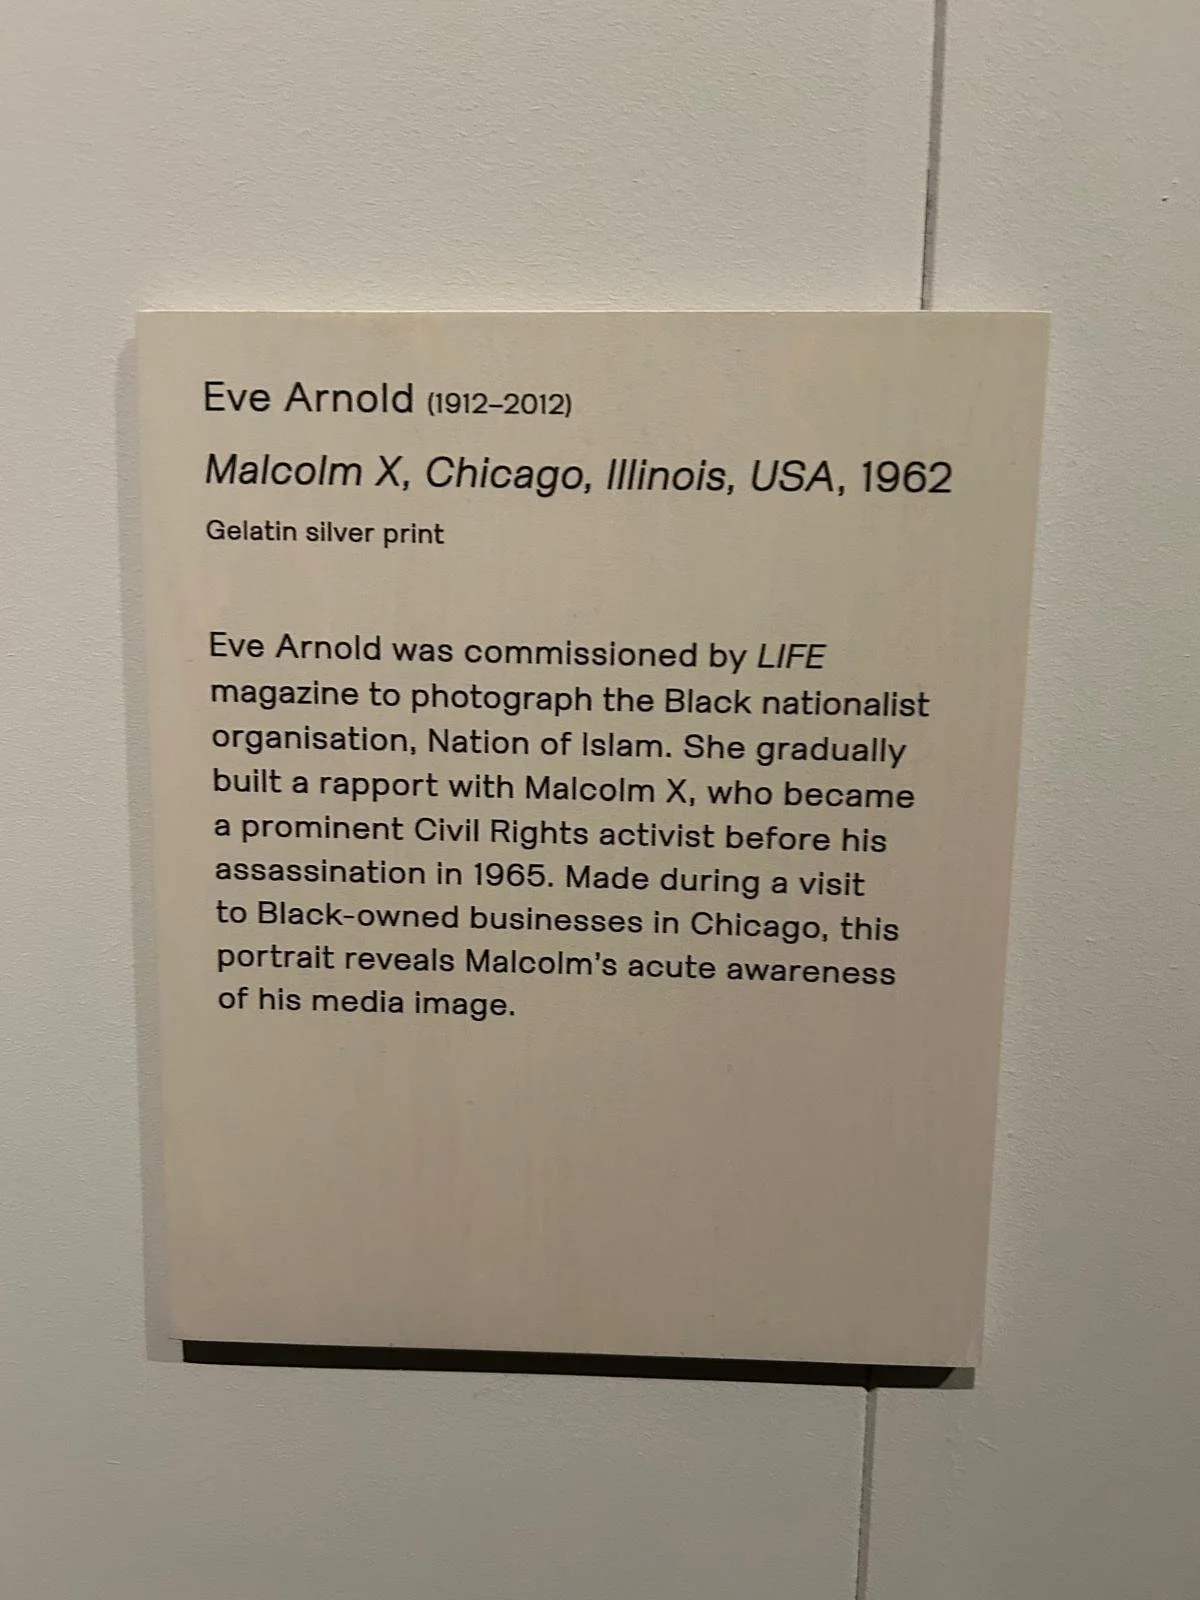 Eve Arnold (1912–2012)
Malcolm X, Chicago, Illinois, USA, 1962
Gelatin silver print
Eve Arnold was commissioned by LIFE
magazine to photograph the Black nationalist
organisation, Nation of Islam. She gradually
built a rapport with Malcolm X, who became
a prominent Civil Rights activist before his
assassination in 1965. Made during a visit
to Black-owned businesses in Chicago, this
portrait reveals Malcolm’s acute awareness
of his media image.